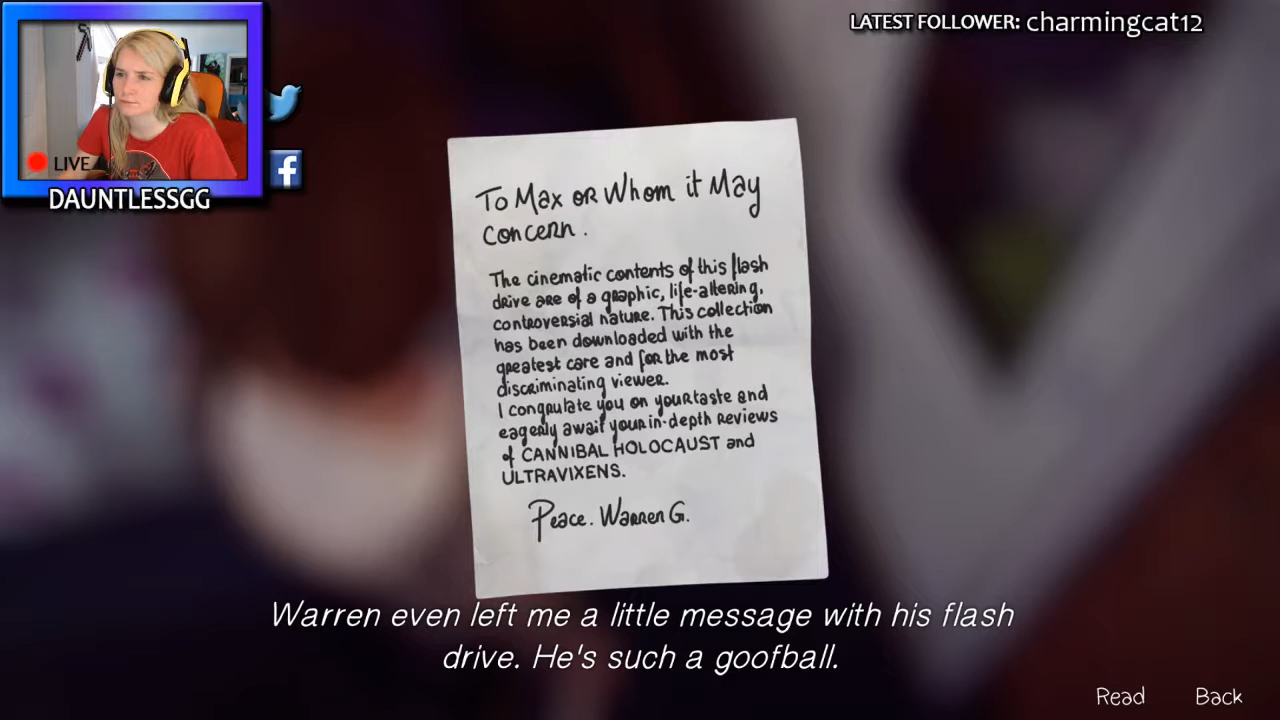 LATEST FOLLOWER: charmingcat12
LIVE
DAUNTLESSGG
To Max or Whom it May
Concern.
The cinematic contents of this flash
drive are of a graphic, life-altering,
controversial nature. This collection
has been downloaded with the
greatest care and for the most
discriminating viewer.
I congrulate you on your taste and
eagerly await your in-depth reviews
of CANNIBAL HOLOCAUST and
ULTRAVIXENS.
Peace. Warren G.
Warren even left me a little message with his flash
drive. He's such a goofball.
Read Back